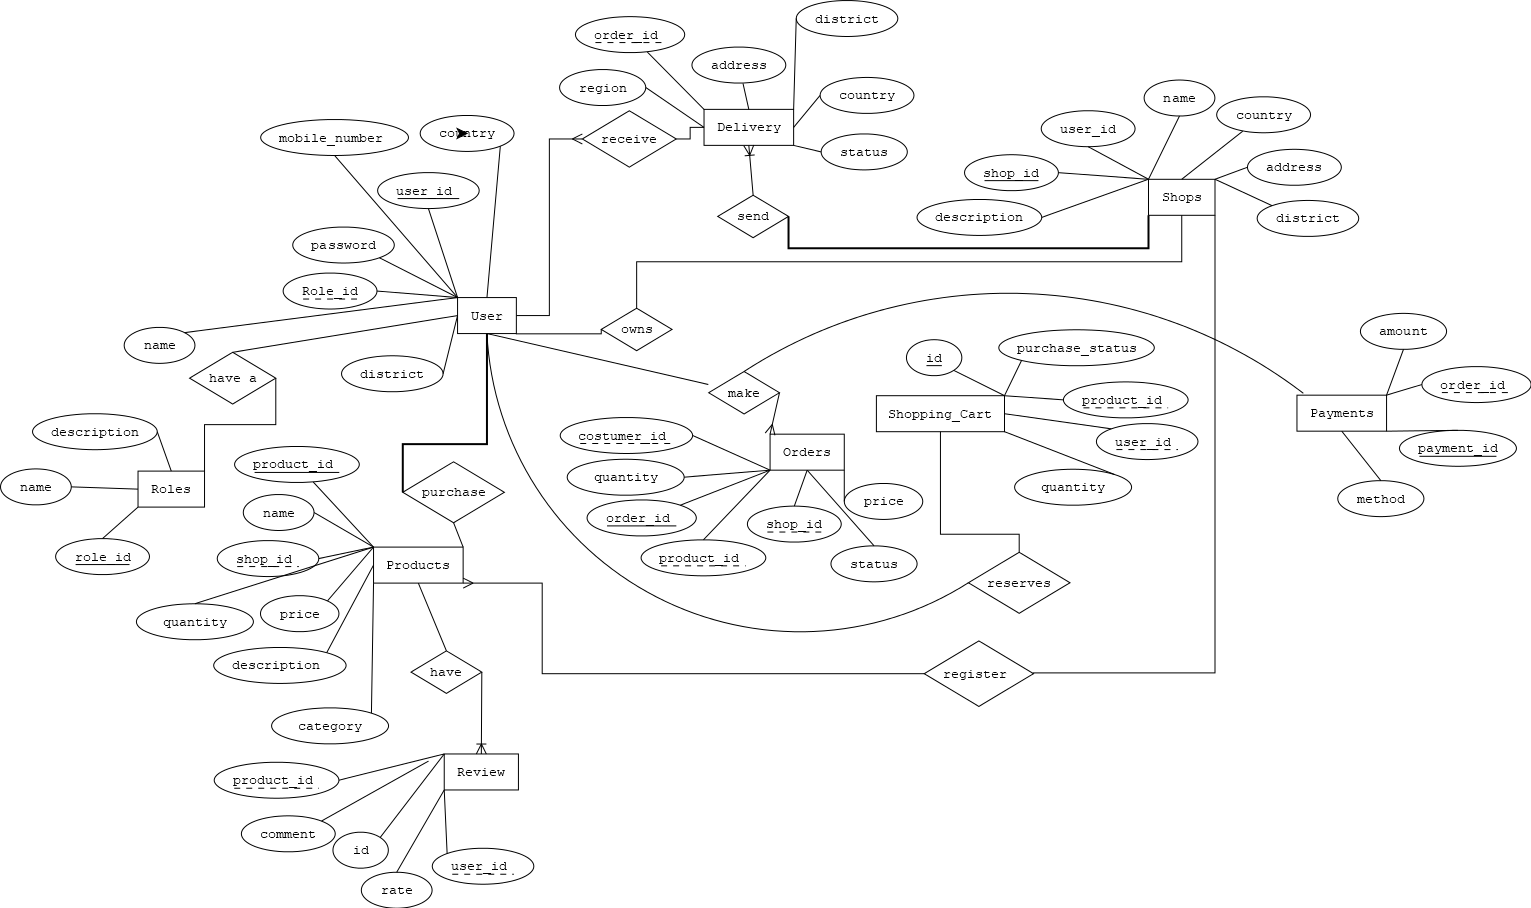 district
order_id
address
region
country
name
country
user_id
mobile_number
country
receive
Delivery
status
shop_id
address
user_id
Shops
description
district
send
password
Role_id
User
owns
name
district
have a
amount
id
purchase_status
make
order_id
product_id
Shopping_Cart
Payments
description
costumer_id
user_id
payment_id
Orders
product_id
quantity
quantity
name
Roles
purchase
price
method
name
order_id
shop_id
role_id
shop_id
product_id
status
Products
reserves
price
quantity
description
have
register
category
Review
product_id
comment
id
user_id
rate